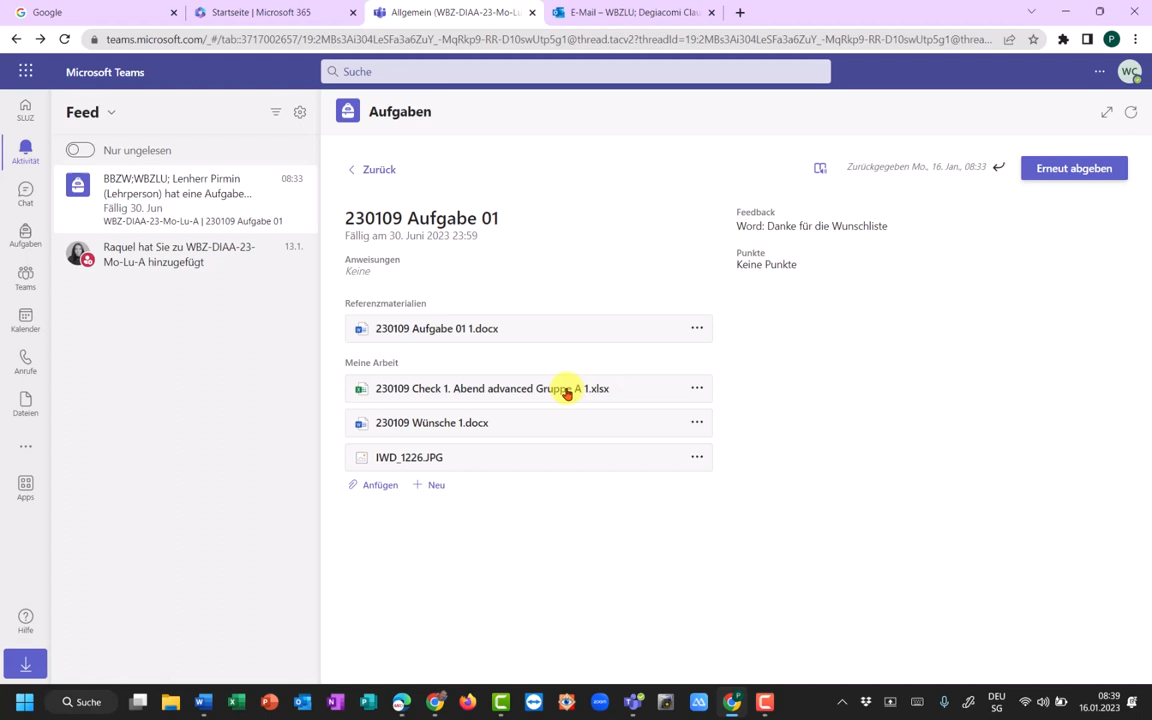 Google
Startseite | Microsoft 365
Allgemein (WBZ-DIAA-23-Mo-Lu
E-Mail – WBZLU; Degiacomi Clau
teams.microsoft.com/_#/tab::3717002657/19:2MBs3Ai304LeSFa3a6ZuY_-MqRkp9-RR-D10swUtp5g1@thread.tacv2?threadId=19:2MBs3Ai304LeSFa3a6ZuY_-MqRkp9-RR-D10swUtp5g1@threa...
P
Microsoft Teams
Suche
WC
SLUZ
Aktivität
Chat
Aufgaben
Teams
Kalender
Anrufe
Dateien
Apps
Hilfe
Feed
Nur ungelesen
BBZW;WBZLU; Lenherr Pirmin
08:33
(Lehrperson) hat eine Aufgabe...
Fällig 30. Jun
WBZ-DIAA-23-Mo-Lu-A | 230109 Aufgabe 01
Raquel hat Sie zu WBZ-DIAA-23-
13.1.
Mo-Lu-A hinzugefügt
Aufgaben
Zurück
Zurückgegeben Mo., 16. Jan., 08:33
Erneut abgeben
230109 Aufgabe 01
Fällig am 30. Juni 2023 23:59
Anweisungen
Keine
Referenzmaterialien
230109 Aufgabe 01 1.docx
Meine Arbeit
230109 Check 1. Abend advanced Gruppe A 1.xlsx
230109 Wünsche 1.docx
IWD_1226.JPG
Anfügen
Neu
Feedback
Word: Danke für die Wunschliste
Punkte
Keine Punkte
Suche
DEU
SG
08:39
16.01.2023